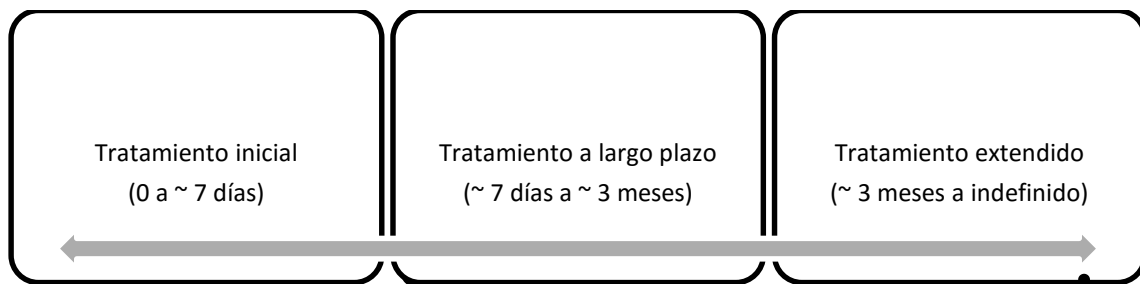 Tratamiento inicial
(0 a ~ 7 días)
Tratamiento a largo plazo
(~ 7 días a ~ 3 meses)
Tratamiento extendido
(~ 3 meses a indefinido)